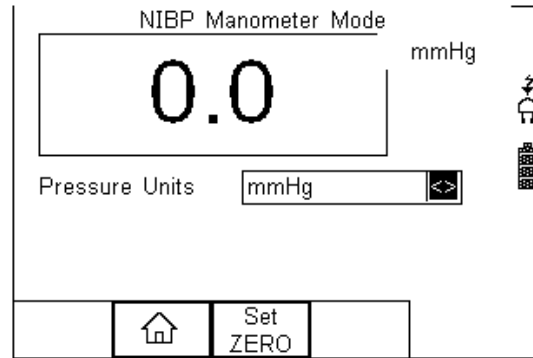 NIBP Manometer Mode
mmHg
0.0
Pressure Units
mmHg
<>
Set
ZERO